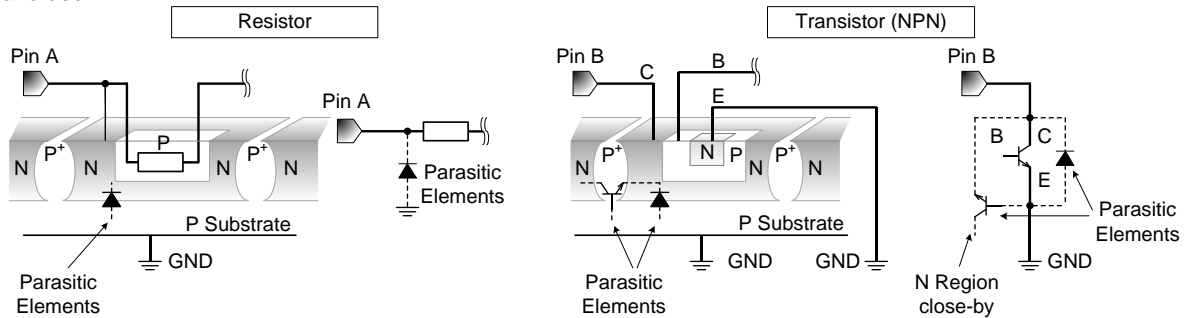 Resistor
Transistor (NPN)
Pin A
Pin B
C
B
E
Pin B
Pin A
N
P+
N
P
N
P+
N
Parasitic
Elements
P Substrate
GND
Parasitic
Elements
N
P+
N
N
P
P+
N
N
P Substrate
GND
GND
Parasitic
Elements
B
C
E
Parasitic
Elements
GND
N Region
close-by